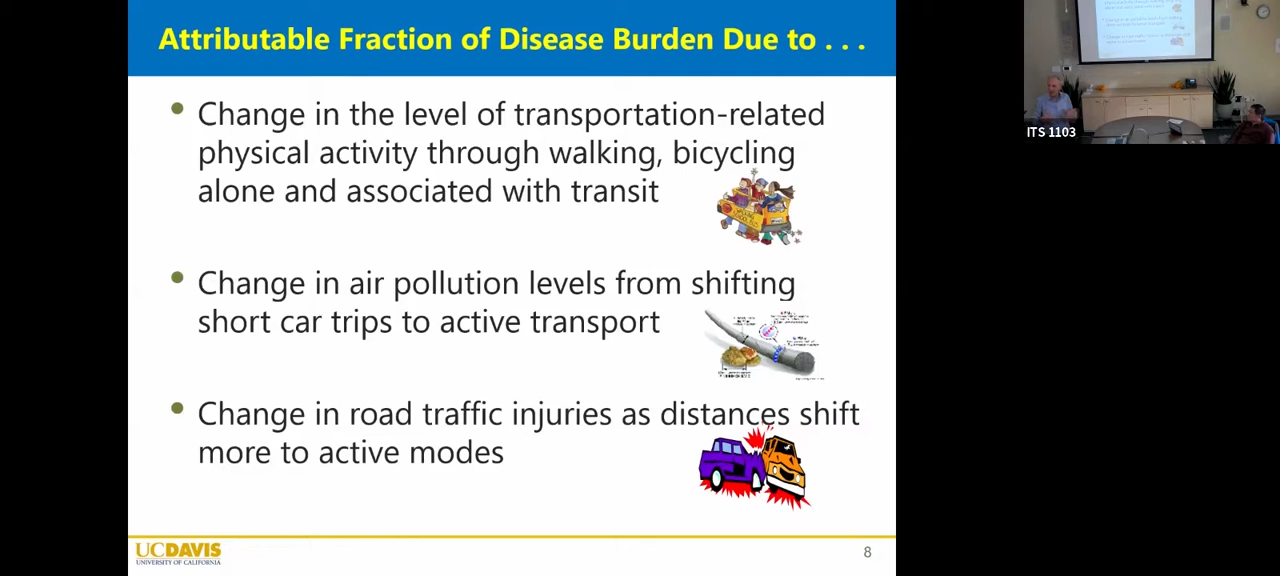 Attributable Fraction of Disease Burden Due to . . .
• Change in the level of transportation-related
physical activity through walking, bicycling
alone and associated with transit
• Change in air pollution levels from shifting
short car trips to active transport
• Change in road traffic injuries as distances shift
more to active modes
UCDAVIS
UNIVERSITY OF CALIFORNIA
8
ITS 1103